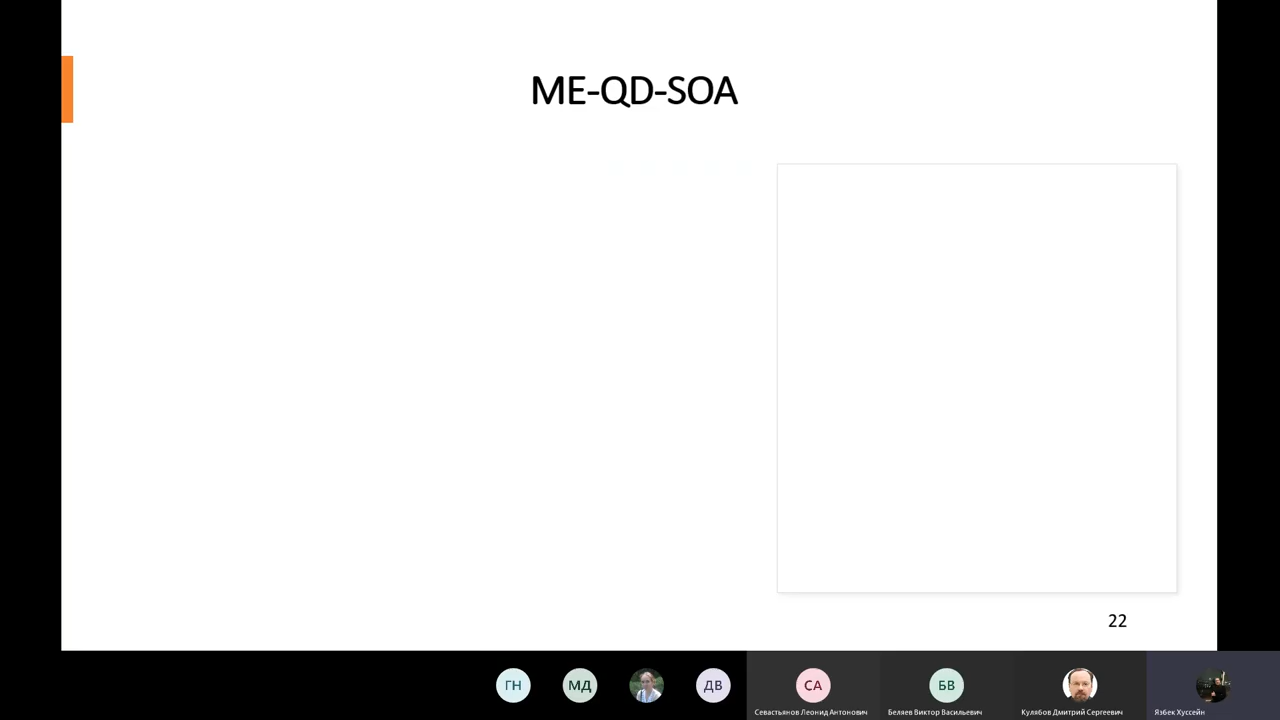 ME-QD-SOA
22
ГН
МД
ДВ
СА
БВ
Севастьянов Леонид Антонович
Беляев Виктор Васильевич
Кулябов Дмитрий Сергеевич
Язбек Хуссейн